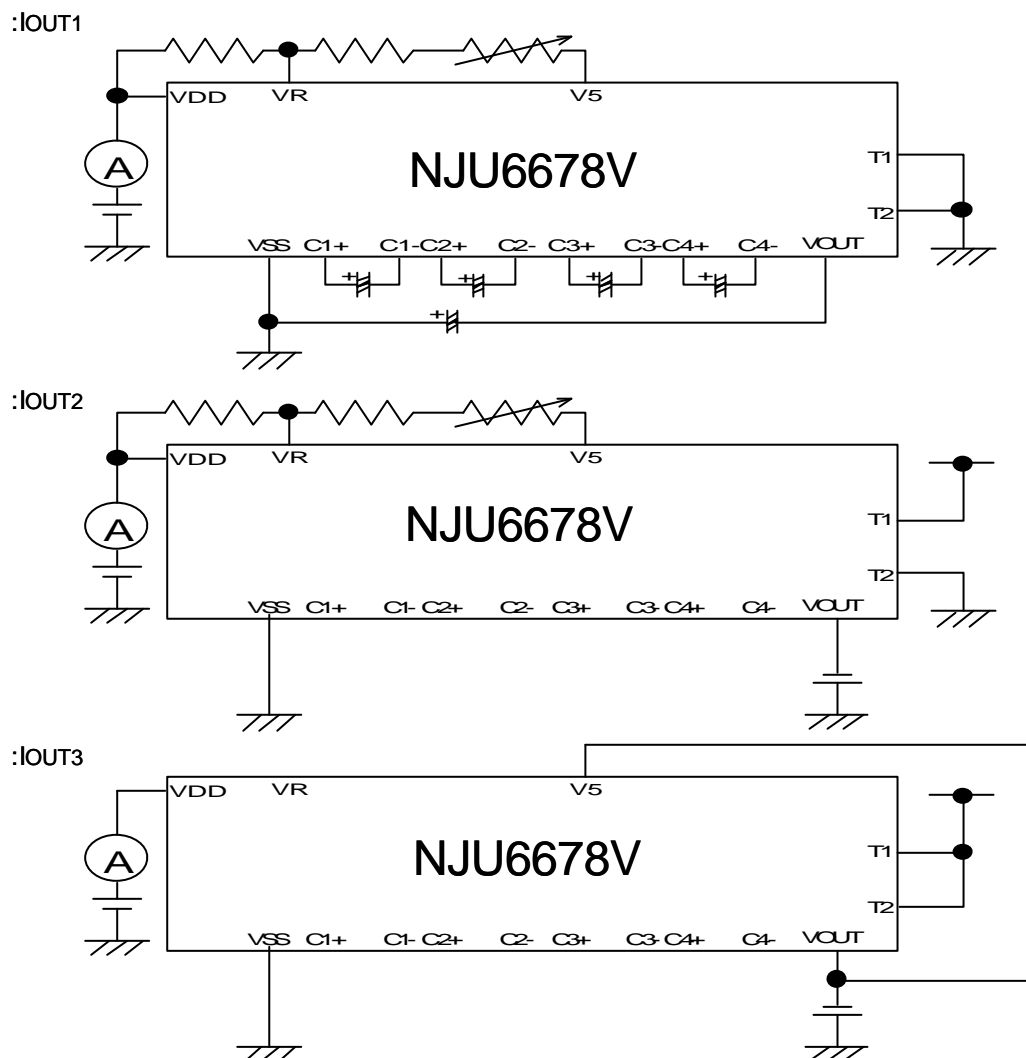 :IOUT1
VDD VR V5
A
NJU6678V
T1
T2
VSS C1+ C1- C2+ C2- C3+ C3- C4+ C4- VOUT
+ + + +
+
:IOUT2
VDD VR V5
A
NJU6678V
T1
T2
VSS C1+ C1- C2+ C2- C3+ C3- C4+ C4- VOUT
:IOUT3
VDD VR V5
A
NJU6678V
T1
T2
VSS C1+ C1- C2+ C2- C3+ C3- C4+ C4- VOUT